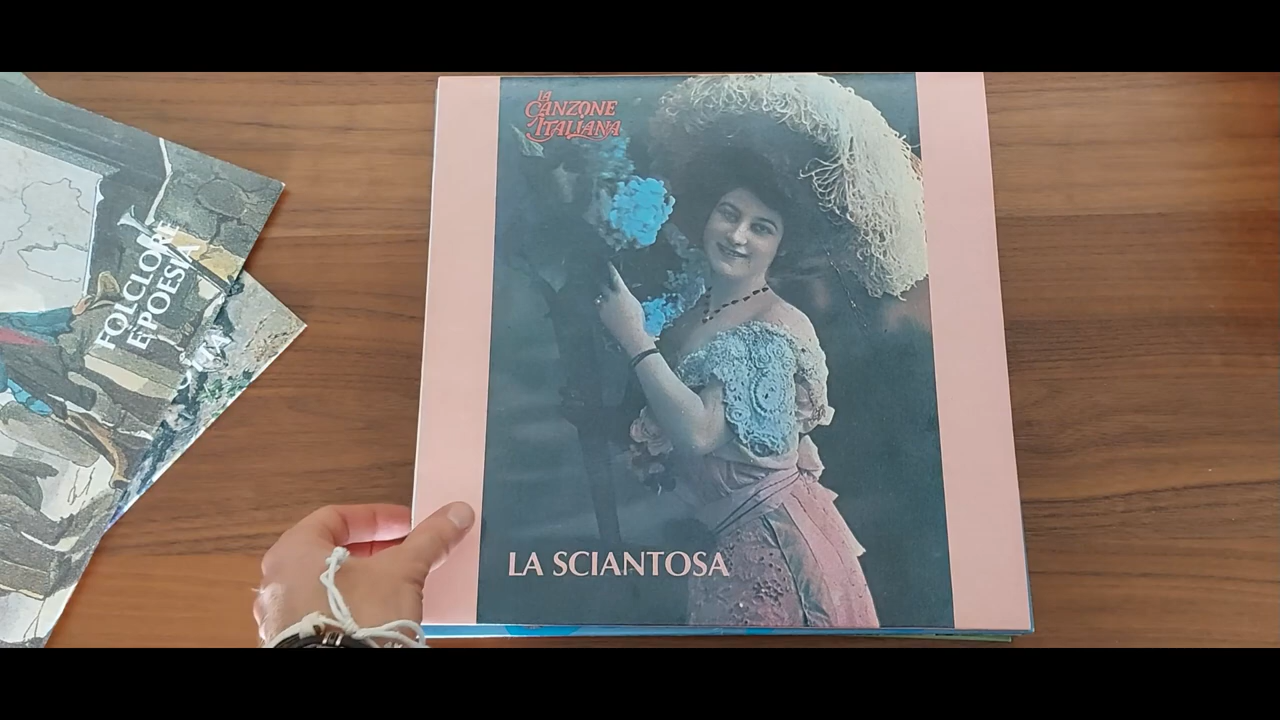 LA
CANZONE
ITALIANA
LA SCIANTOSA
FOLCLORE
E POESIA